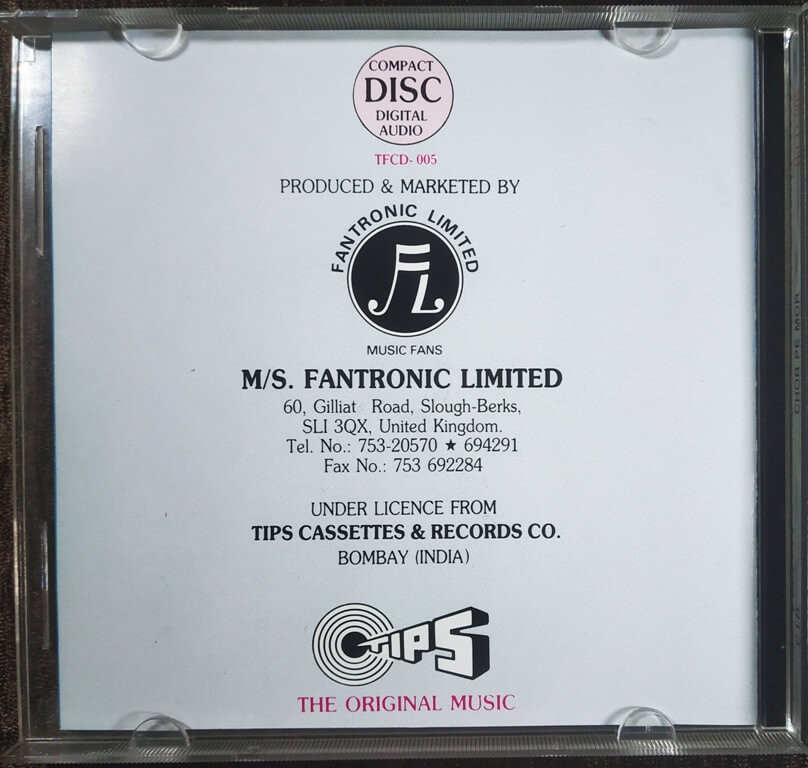 COMPACT
DISC
DIGITAL
AUDIO
TFCD- 005
PRODUCED & MARKETED BY
FANTRONIC LIMITED
MUSIC FANS
M/S. FANTRONIC LIMITED
60, Gilliat Road, Slough-Berks,
SLI 3QX, United Kingdom.
Tel. No.: 753-20570 ★ 694291
Fax No.: 753 692284
UNDER LICENCE FROM
TIPS CASSETTES & RECORDS CO.
BOMBAY (INDIA)
TIPS
THE ORIGINAL MUSIC